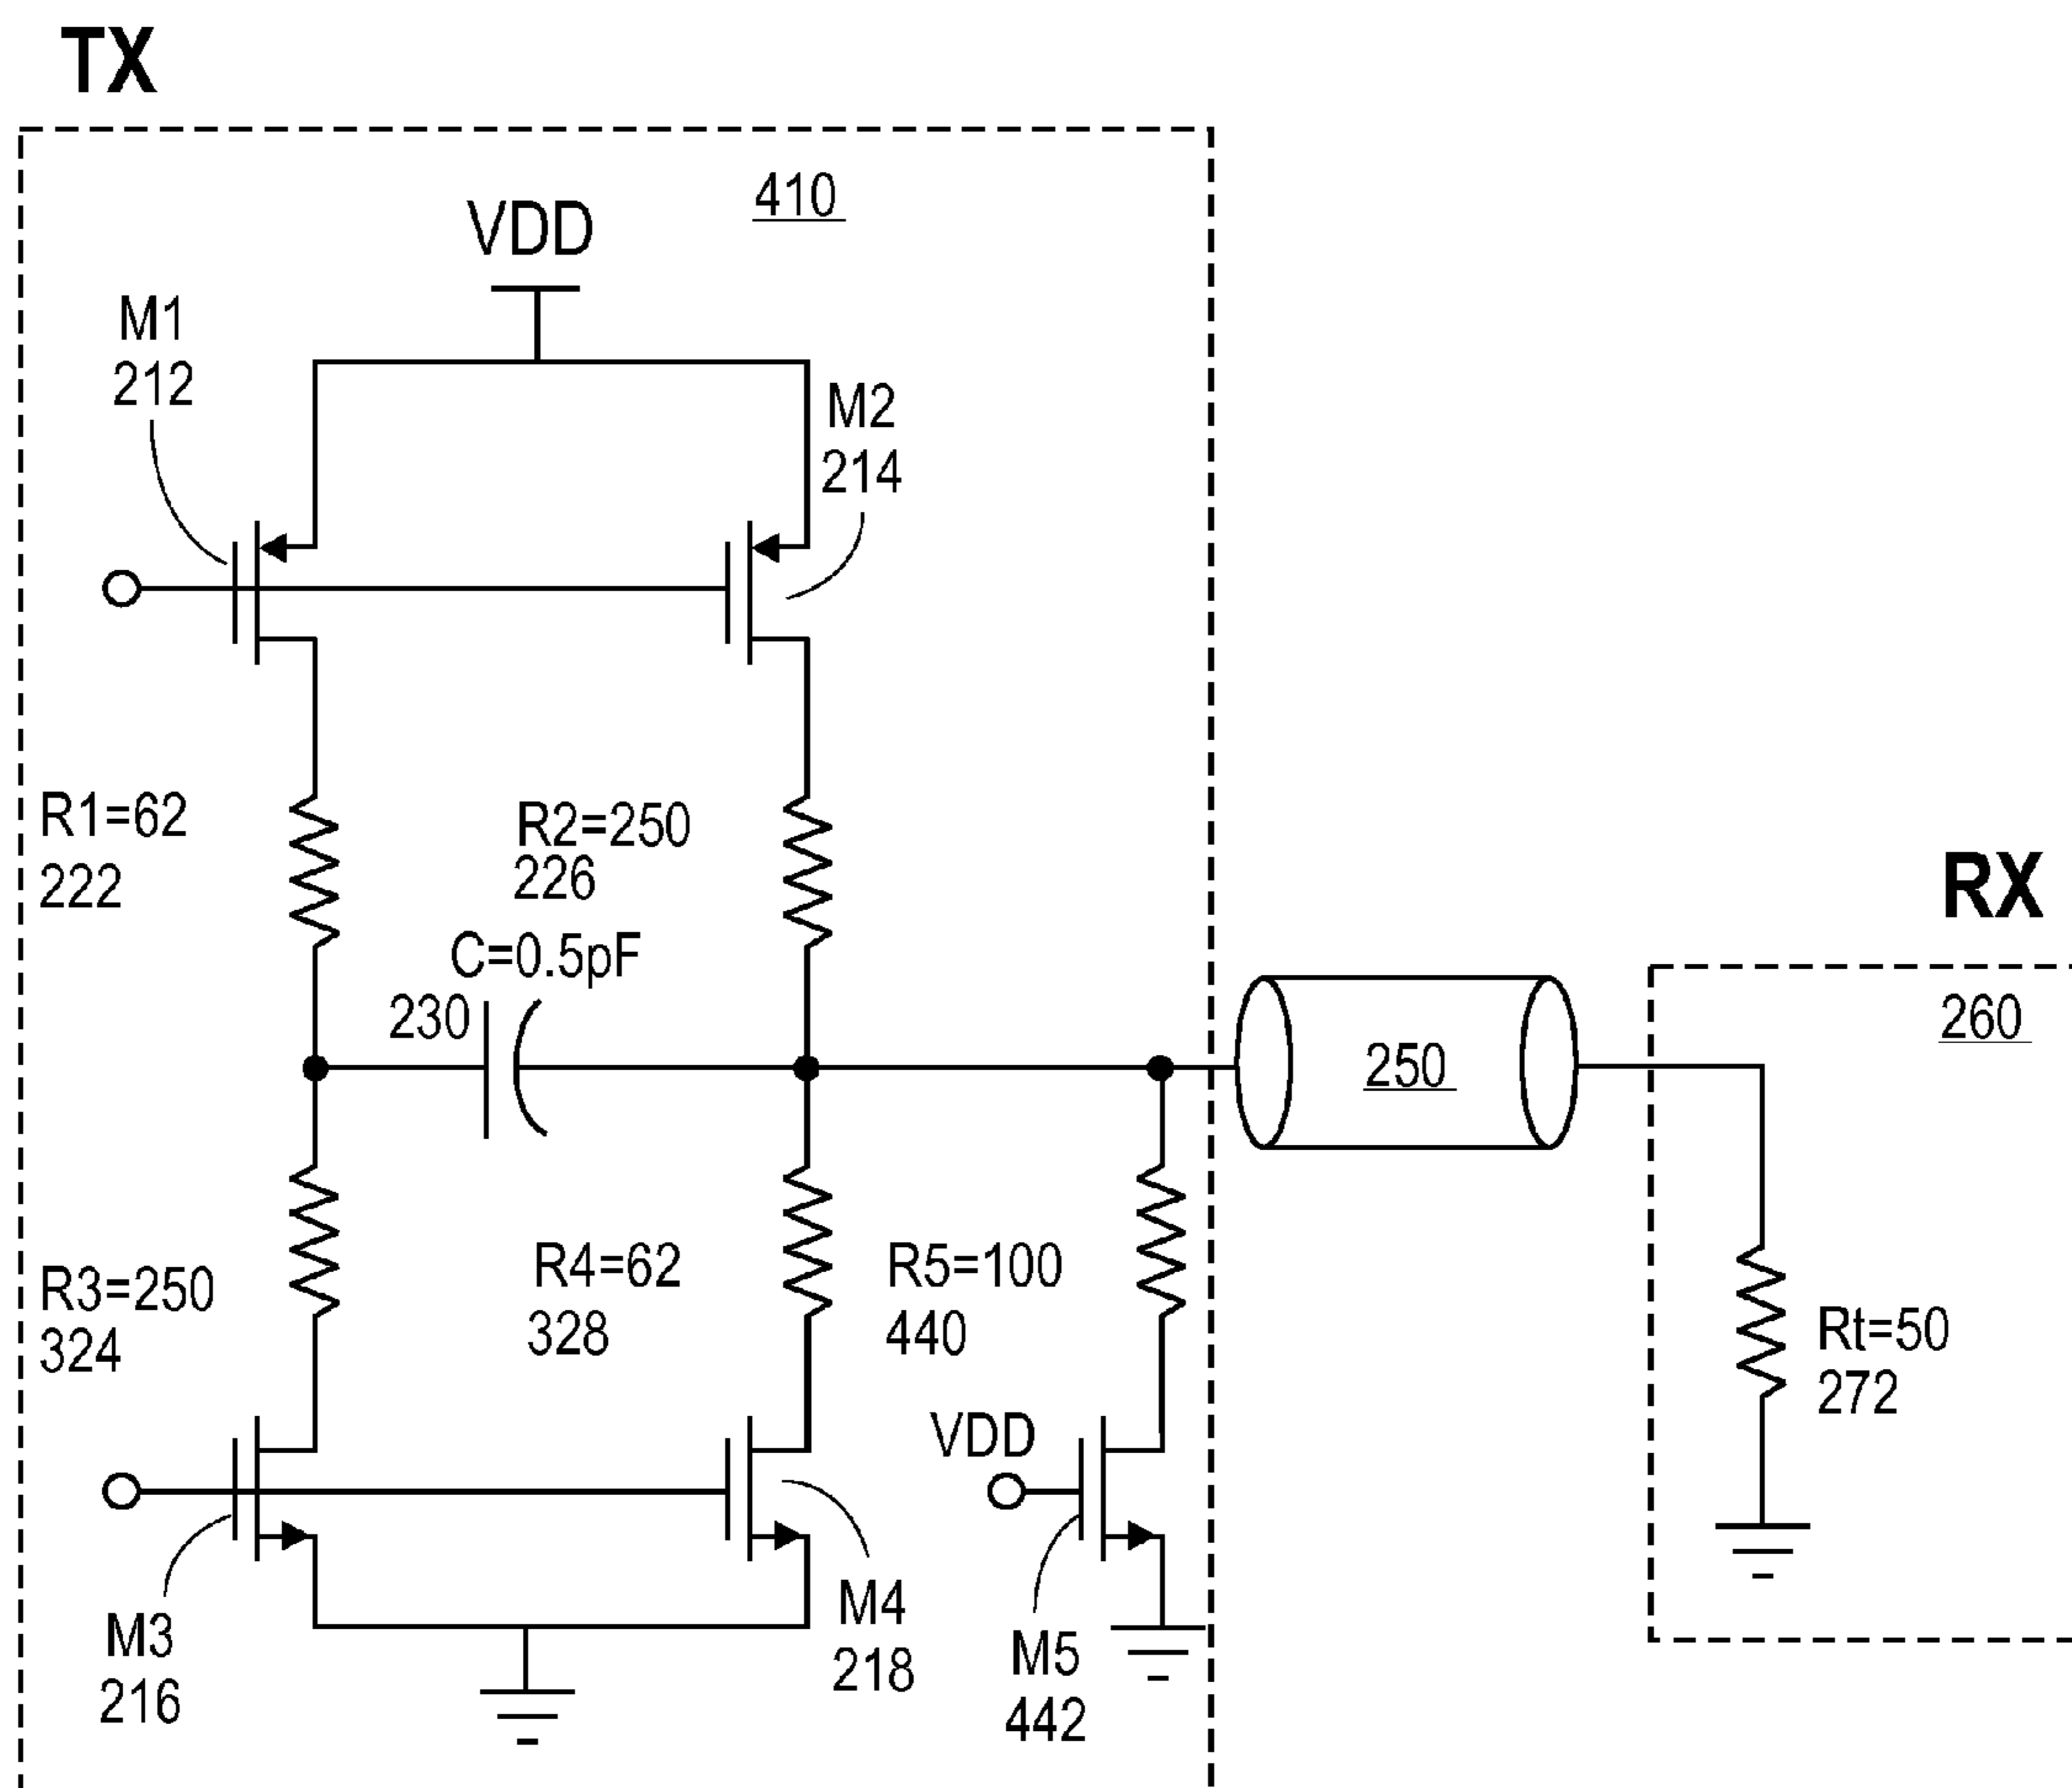 TX
410
VDD
M1
212
M2
214
R1=62
222
R2=250
226
C=0.5pF
230
RX
260
250
R3=250
324
R4=62
328
R5=100
440
Rt=50
272
VDD
M3
216
M4
218
M5
442